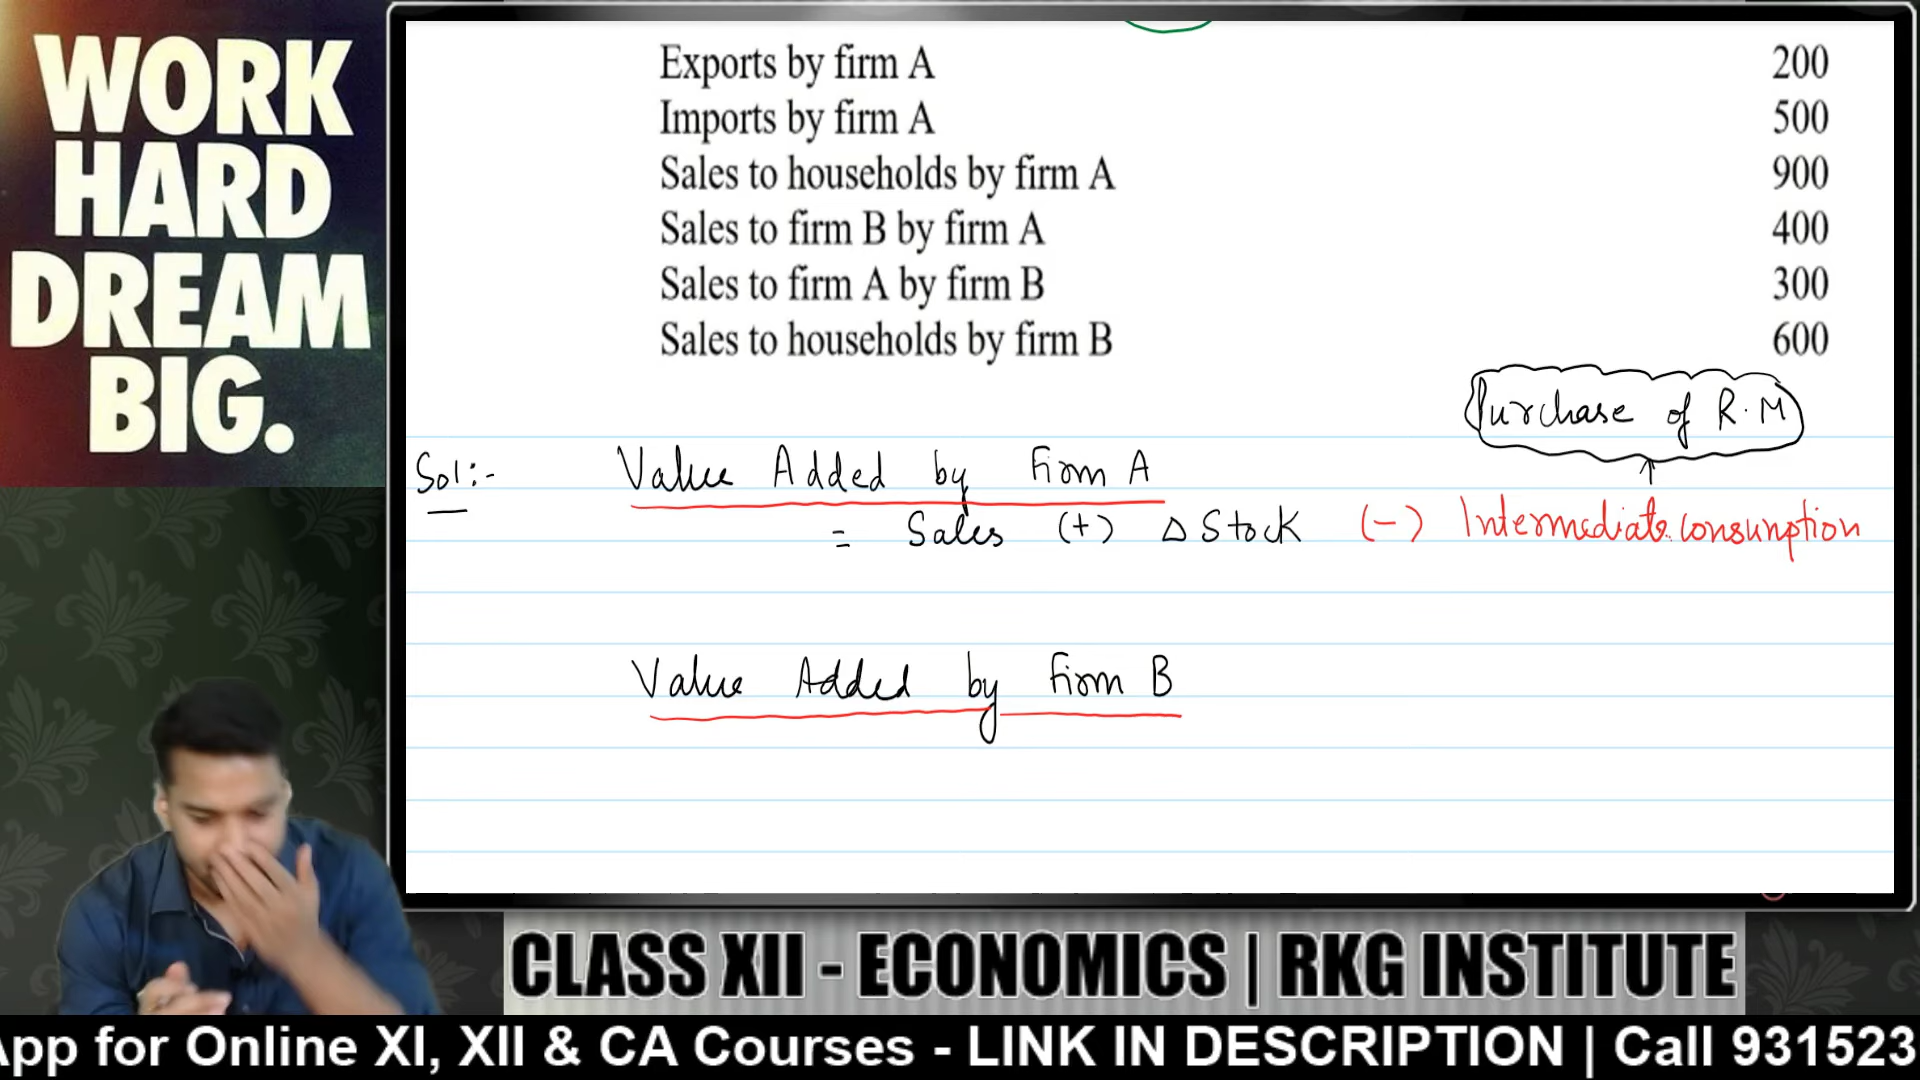 WORK
HARD
DREAM
BIG.
Exports by firm A 200
Imports by firm A 500
Sales to households by firm A 900
Sales to firm B by firm A 400
Sales to firm A by firm B 300
Sales to households by firm B 600
Purchase of R.M
Sol:- Value Added by Firm A
= Sales (+) Δ Stock (-) Intermediate consumption
Value Added by Firm B
CLASS XII - ECONOMICS | RKG INSTITUTE
App for Online XI, XII & CA Courses - LINK IN DESCRIPTION | Call 931523